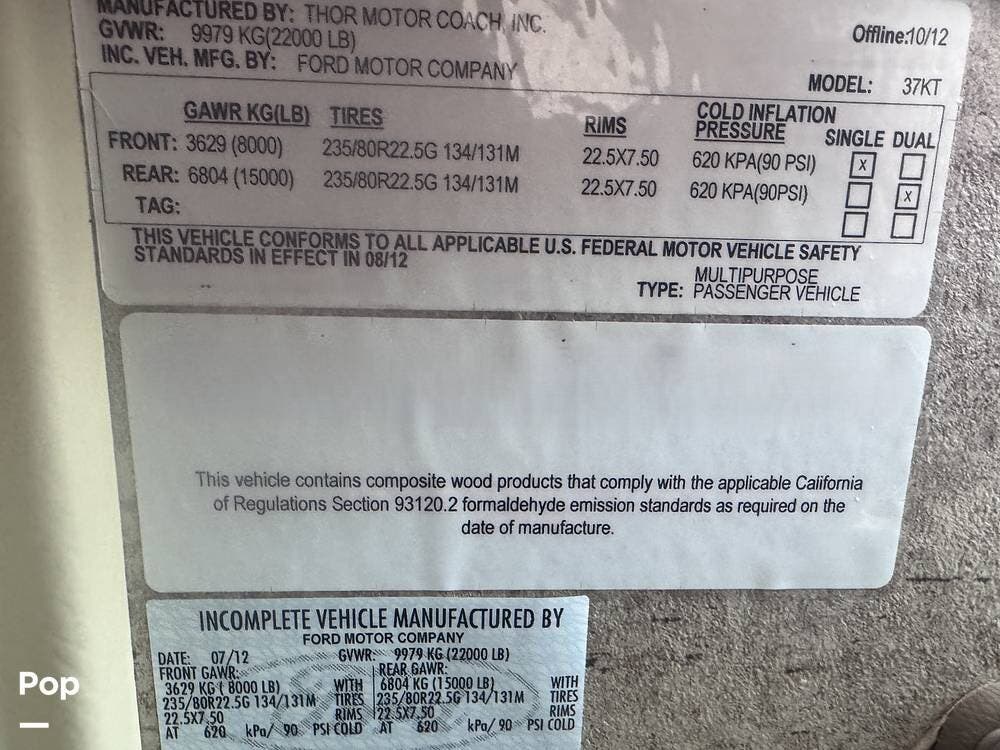 MANUFACTURED BY: THOR MOTOR COACH, INC.
GVWR: 9979 KG(22000 LB)
Offline:10/12
INC. VEH. MFG. BY: FORD MOTOR COMPANY
MODEL: 37KT
GAWR KG(LB) TIRES RIMS COLD INFLATION
PRESSURE SINGLE DUAL
FRONT: 3629 (8000) 235/80R22.5G 134/131M 22.5X7.50 620 KPA(90 PSI) x
REAR: 6804 (15000) 235/80R22.5G 134/131M 22.5X7.50 620 KPA(90PSI) x
TAG:
THIS VEHICLE CONFORMS TO ALL APPLICABLE U.S. FEDERAL MOTOR VEHICLE SAFETY
STANDARDS IN EFFECT IN 08/12
TYPE: MULTIPURPOSE
PASSENGER VEHICLE
This vehicle contains composite wood products that comply with the applicable California
of Regulations Section 93120.2 formaldehyde emission standards as required on the
date of manufacture.
INCOMPLETE VEHICLE MANUFACTURED BY
FORD MOTOR COMPANY
DATE: 07/12 GVWR: 9979 KG (22000 LB)
FRONT GAWR: REAR GAWR:
3629 KG ( 8000 LB) WITH 6804 KG (15000 LB) WITH
235/80R22.5G 134/131M TIRES 235/80R22.5G 134/131M TIRES
22.5X7.50 RIMS 22.5X7.50 RIMS
AT 620 kPa/ 90 PSI COLD AT 620 kPa/ 90 PSI COLD
Pop